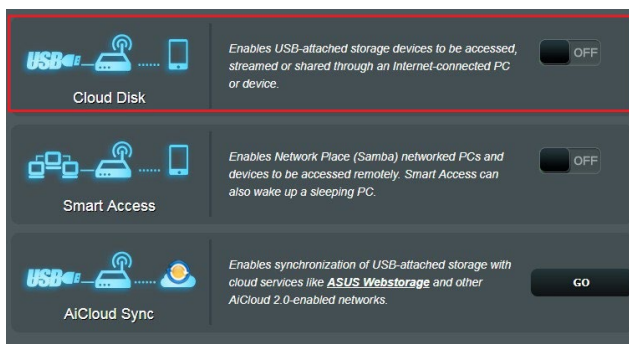 Enables USB-attached storage devices to be accessed,
streamed or shared through an Internet-connected PC
or device.
OFF
USB
Cloud Disk
Enables Network Place (Samba) networked PCs and
devices to be accessed remotely. Smart Access can
also wake up a sleeping PC.
OFF
Smart Access
Enables synchronization of USB-attached storage with
cloud services like ASUS Webstorage and other
AiCloud 2.0-enabled networks.
GO
USB
AiCloud Sync